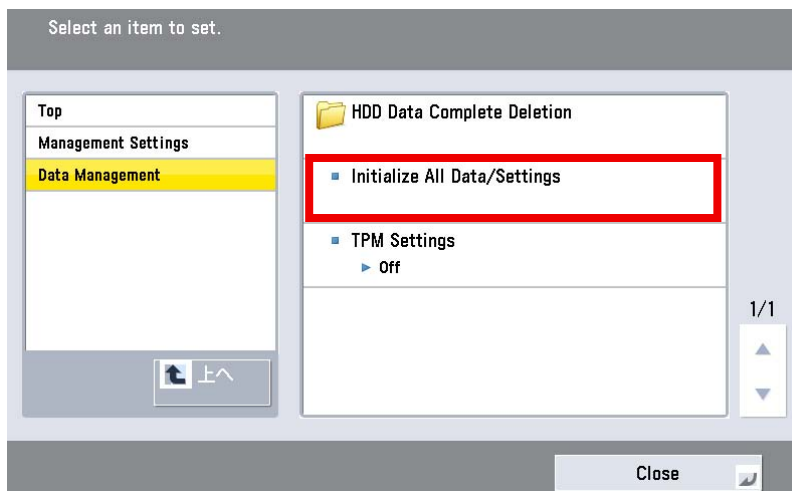 Select an item to set.
Top
Management Settings
Data Management
上へ
HDD Data Complete Deletion
Initialize All Data/Settings
TPM Settings
Off
1/1
Close